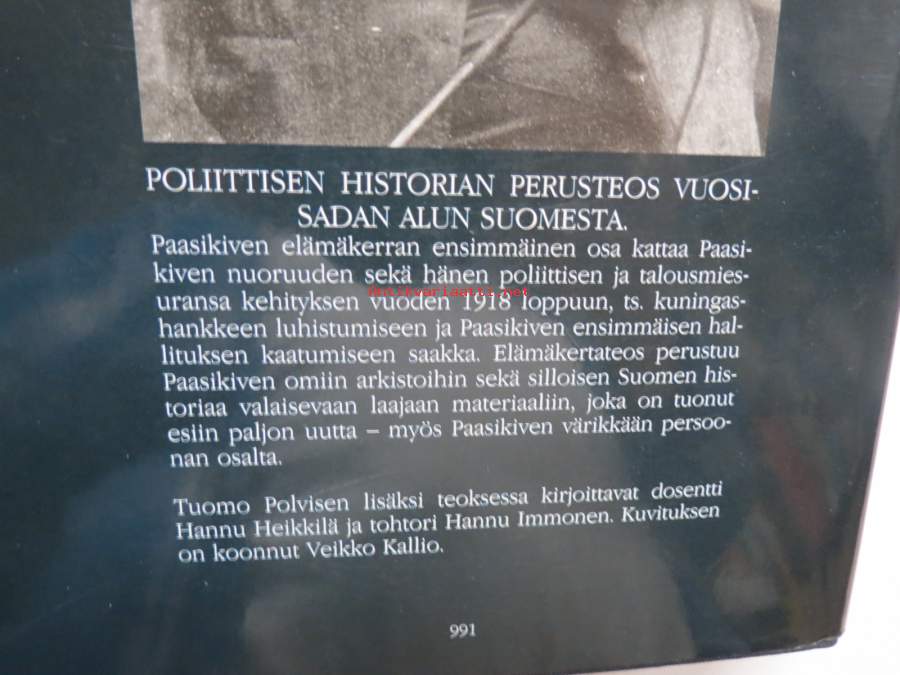 POLIITTISEN HISTORIAN PERUSTEOS VUOSI-
SADAN ALUN SUOMESTA.
Paasikiven elämäkerran ensimmäinen osa kattaa Paasi-
kiven nuoruuden sekä hänen poliittisen ja talousmies-
uransa kehityksen vuoden 1918 loppuun, ts. kuningas-
antikvariaatti.net
hankkeen luhistumiseen ja Paasikiven ensimmäisen hal-
lituksen kaatumiseen saakka. Elämäkertateos perustuu
Paasikiven omiin arkistoihin sekä silloisen Suomen his-
toriaa valaisevaan laajaan materiaaliin, joka on tuonut
esiin paljon uutta – myös Paasikiven värikkään persoo-
nan osalta.
Tuomo Polvisen lisäksi teoksessa kirjoittavat dosentti
Hannu Heikkilä ja tohtori Hannu Immonen. Kuvituksen
on koonnut Veikko Kallio.
991